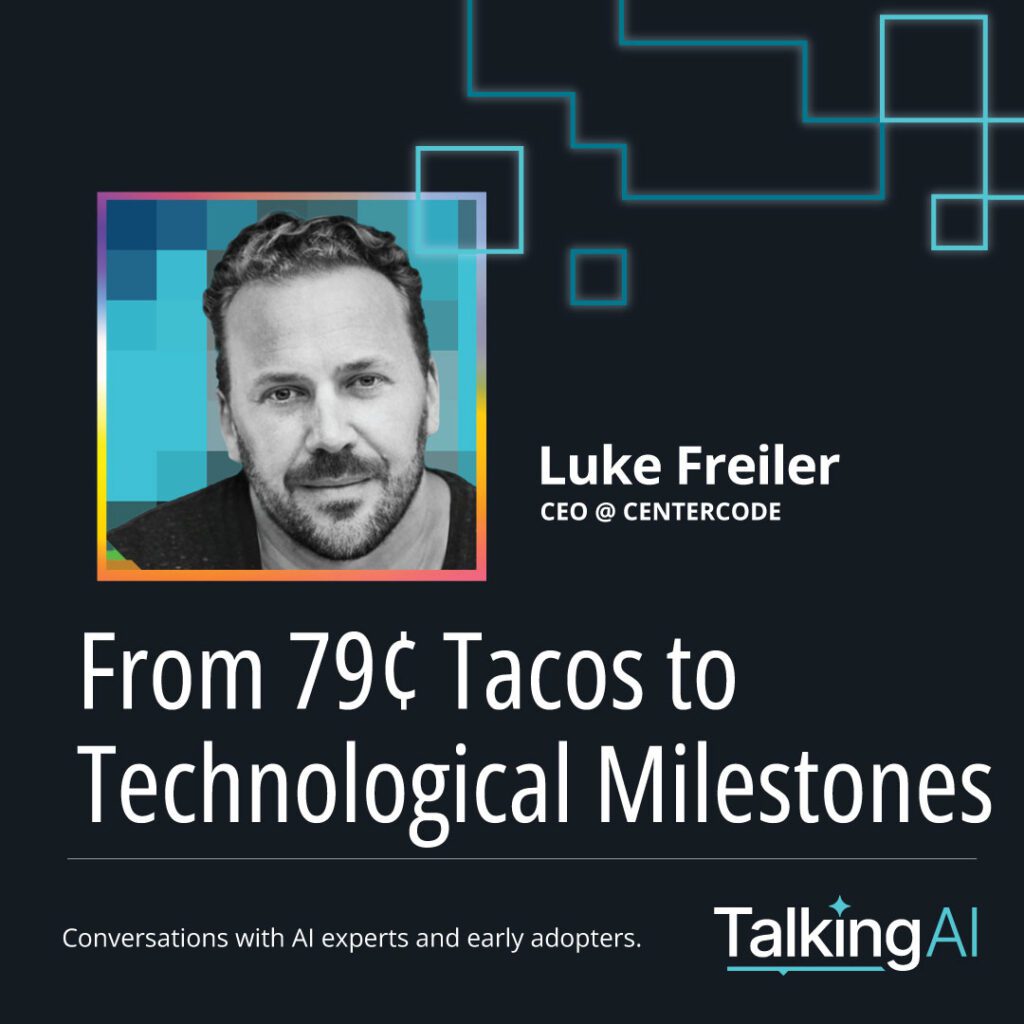 Luke Freiler
CEO @ CENTERCODE
From 79¢ Tacos to
Technological Milestones
Conversations with AI experts and early adopters.
TalkingAI